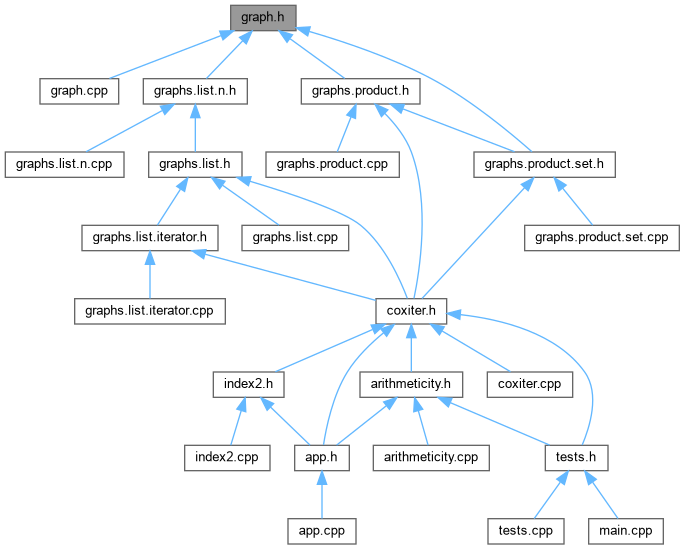 graph.h
graph.cpp
graphs.list.n.h
graphs.product.h
graphs.list.n.cpp
graphs.list.h
graphs.product.cpp
graphs.product.set.h
graphs.list.iterator.h
graphs.list.cpp
graphs.product.set.cpp
graphs.list.iterator.cpp
coxiter.h
index2.h
arithmeticity.h
coxiter.cpp
index2.cpp
app.h
arithmeticity.cpp
tests.h
app.cpp
tests.cpp
main.cpp